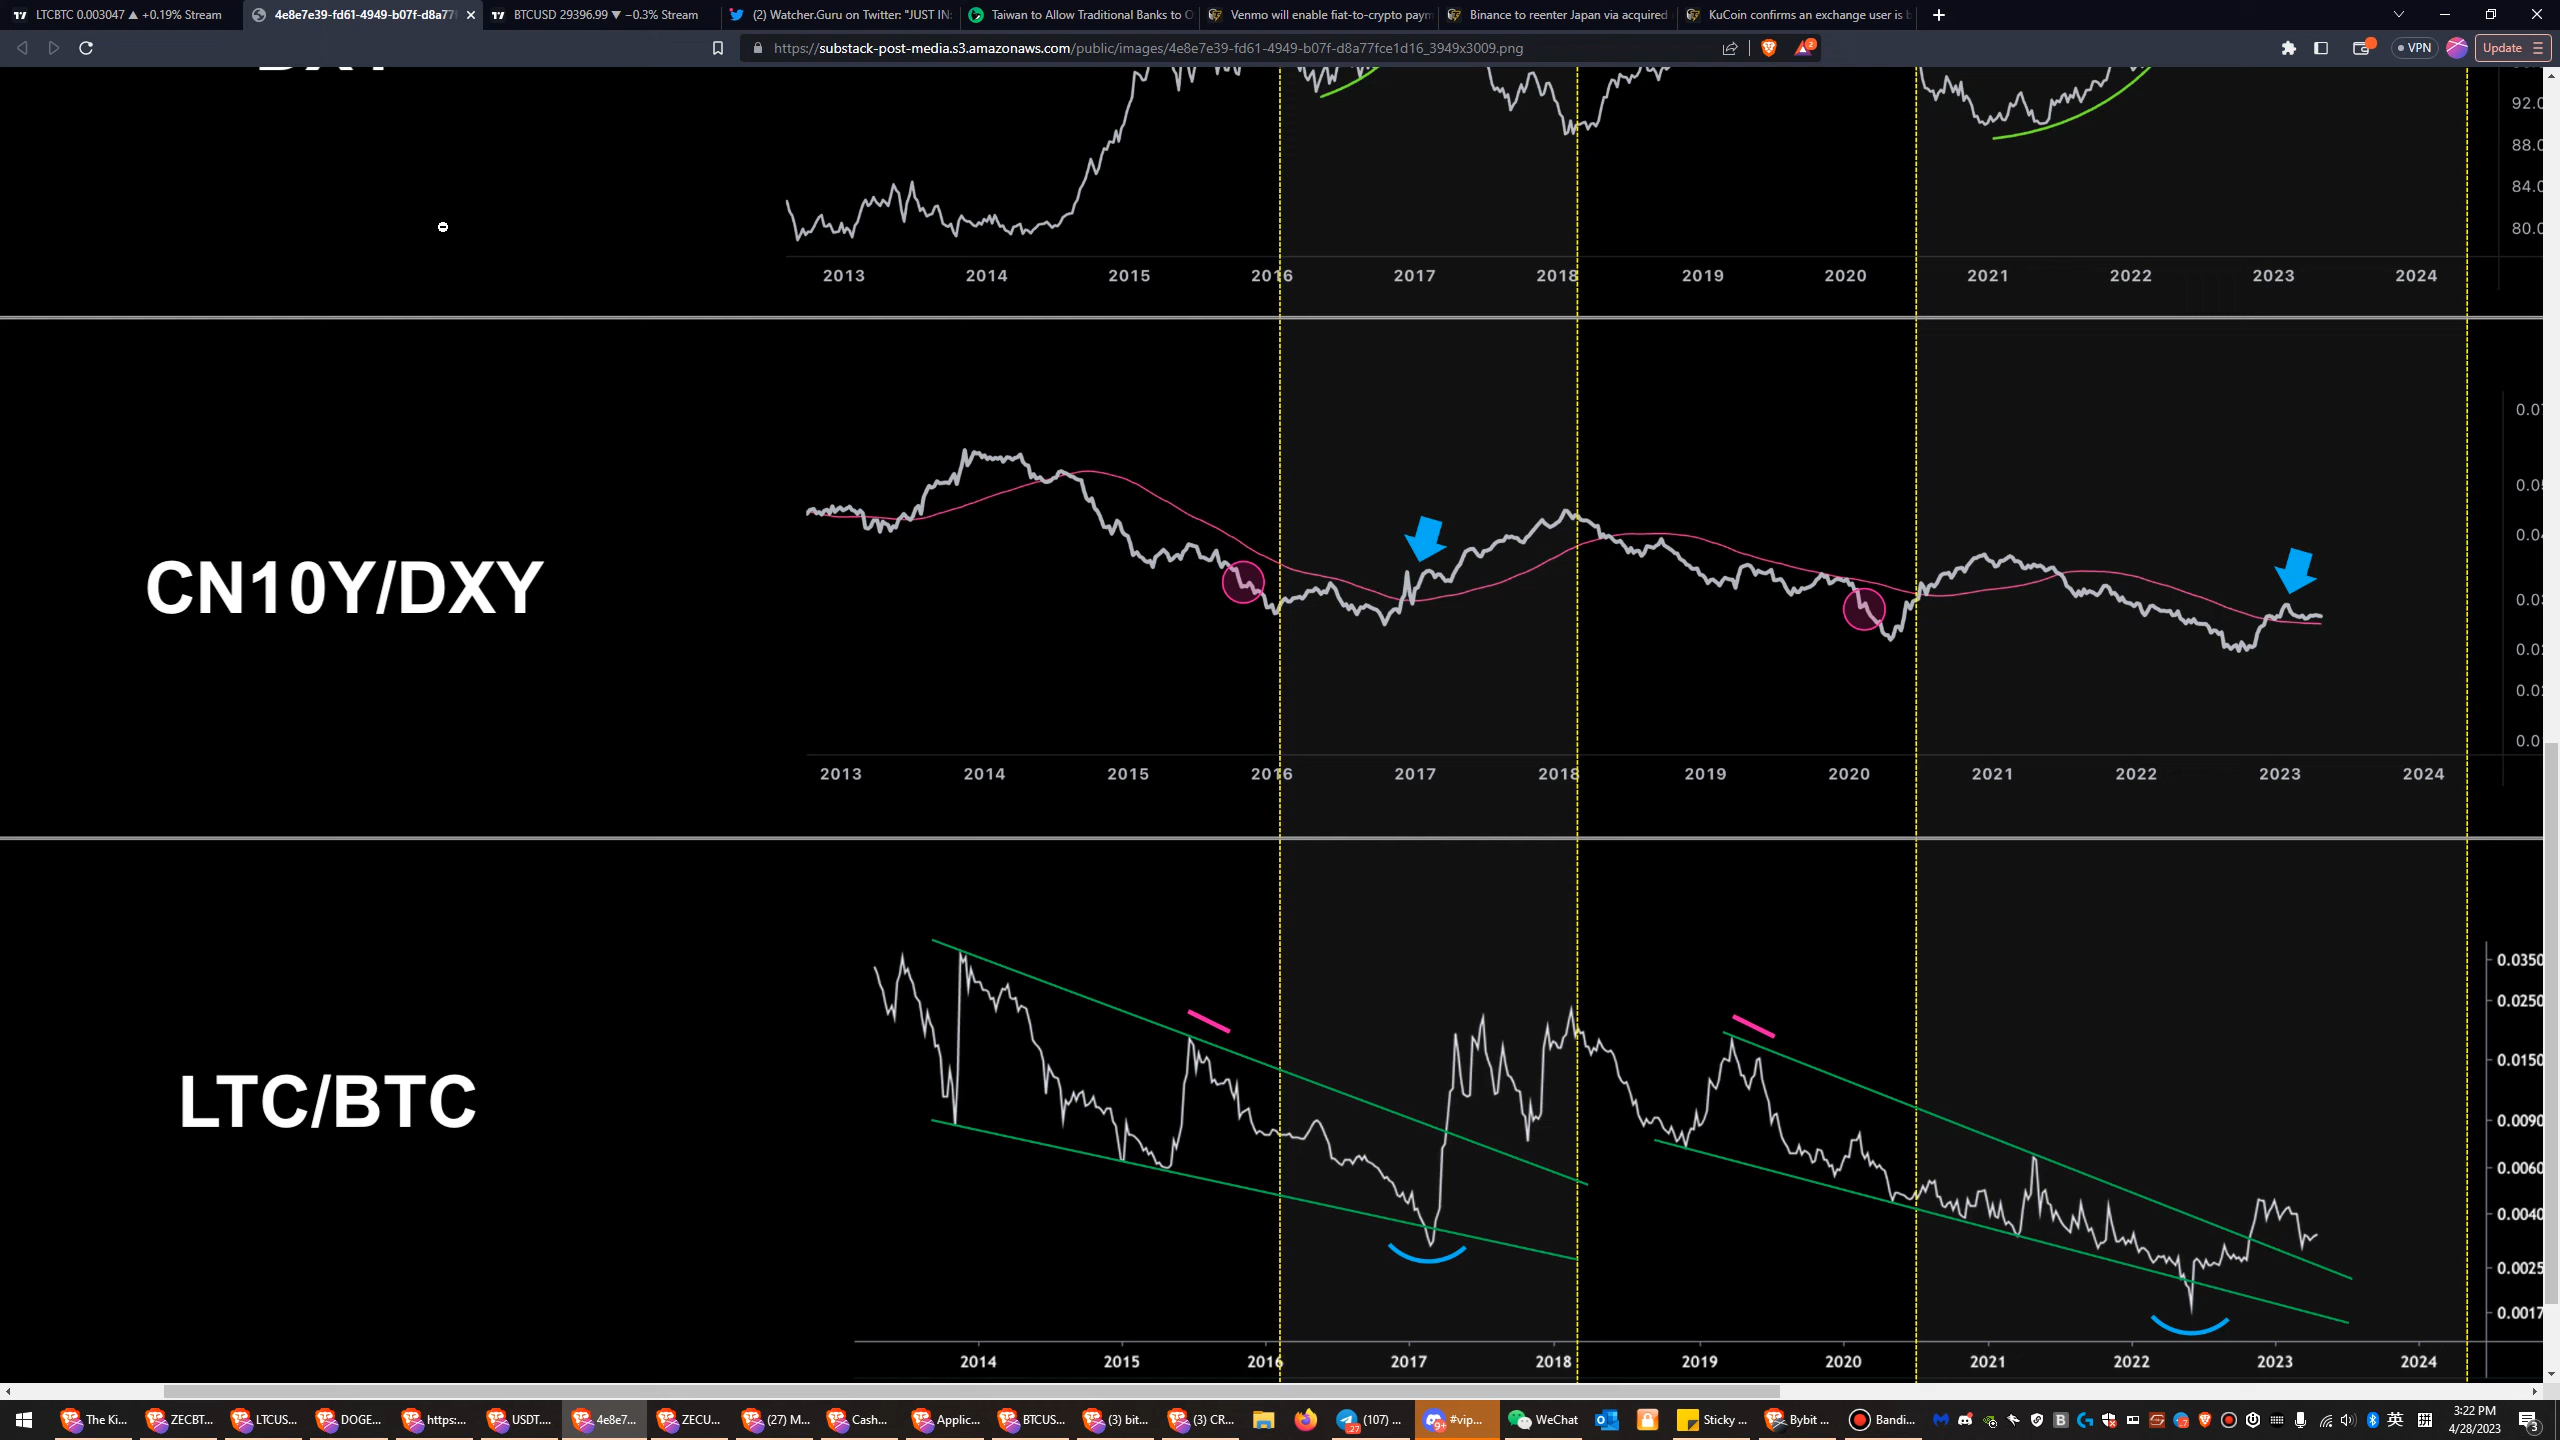 LTCBTC 0.003047 ▲ +0.19% Stream
4e8e7e39-fd61-4949-b07f-d8a77
BTCUSD 29396.99 ▼ −0.3% Stream
(2) Watcher.Guru on Twitter: "JUST IN:
Taiwan to Allow Traditional Banks to O
Venmo will enable fiat-to-crypto paym
Binance to reenter Japan via acquired
KuCoin confirms an exchange user is b
https://substack-post-media.s3.amazonaws.com/public/images/4e8e7e39-fd61-4949-b07f-d8a77fce1d16_3949x3009.png
2
VPN
Update
92.0
88.0
84.0
80.0
2013 2014 2015 2016 2017 2018 2019 2020 2021 2022 2023 2024
CN10Y/DXY
0.0
2013 2014 2015 2016 2017 2018 2019 2020 2021 2022 2023 2024
LTC/BTC
0.0350
0.0250
0.0150
0.0090
0.0060
0.0040
0.0025
0.0017
2014 2015 2016 2017 2018 2019 2020 2021 2022 2023 2024
The Ki...
ZECBT...
LTCUS...
DOGE...
https:...
USDT....
4e8e7...
ZECU...
(27) M...
Cash...
Applic...
BTCUS...
(3) bit...
(3) CR...
(107) ...
#vip...
WeChat
Sticky ...
Bybit ...
Bandi...
英
拼
3:22 PM
4/28/2023
3